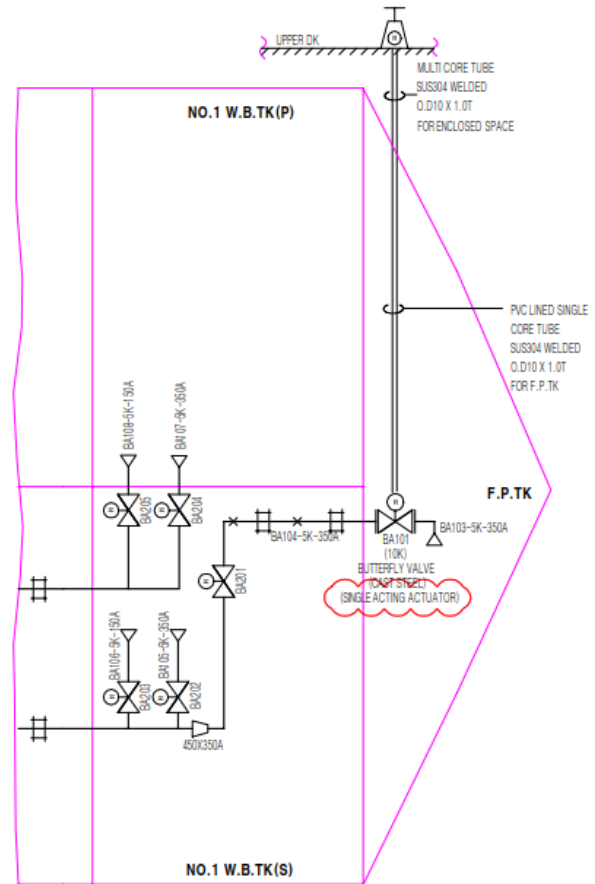 UPPER DK
H
MULTI CORE TUBE
SUS304 WELDED
O.D10 X 1.0T
FOR ENCLOSED SPACE
NO.1 W.B.TK(P)
PVC LINED SINGLE
CORE TUBE
SUS304 WELDED
O.D10 X 1.0T
FOR F.P.TK
BA108-5K-150A
BA107-5K-350A
F.P.TK
H
BA205
H
BA204
H
H
BA104-5K-350A
BA103-5K-350A
BA101
(10K)
BUTTERFLY VALVE
(CAST STEEL)
(SINGLE ACTING ACTUATOR)
H
BA201
BA106-5K-150A
BA105-5K-350A
H
BA203
H
BA202
450X350A
NO.1 W.B.TK(S)